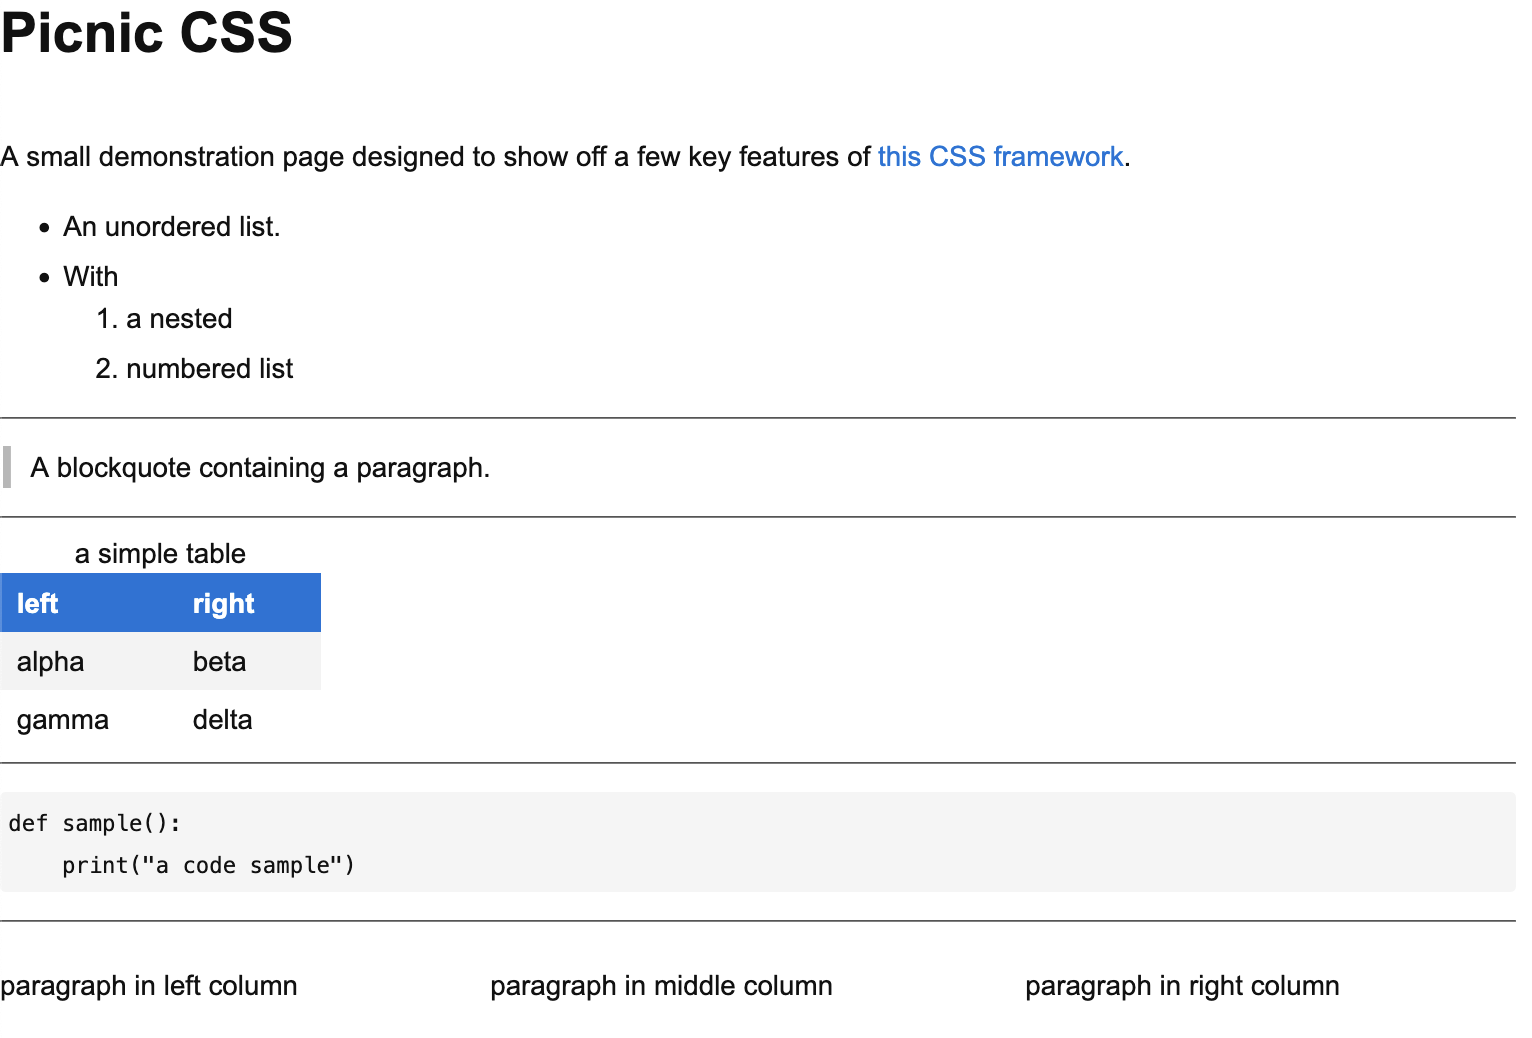 Picnic CSS
A small demonstration page designed to show off a few key features of this CSS framework.
• An unordered list.
• With
1. a nested
2. numbered list
A blockquote containing a paragraph.
a simple table
left right
alpha beta
gamma delta
def sample():
    print("a code sample")
paragraph in left column paragraph in middle column paragraph in right column